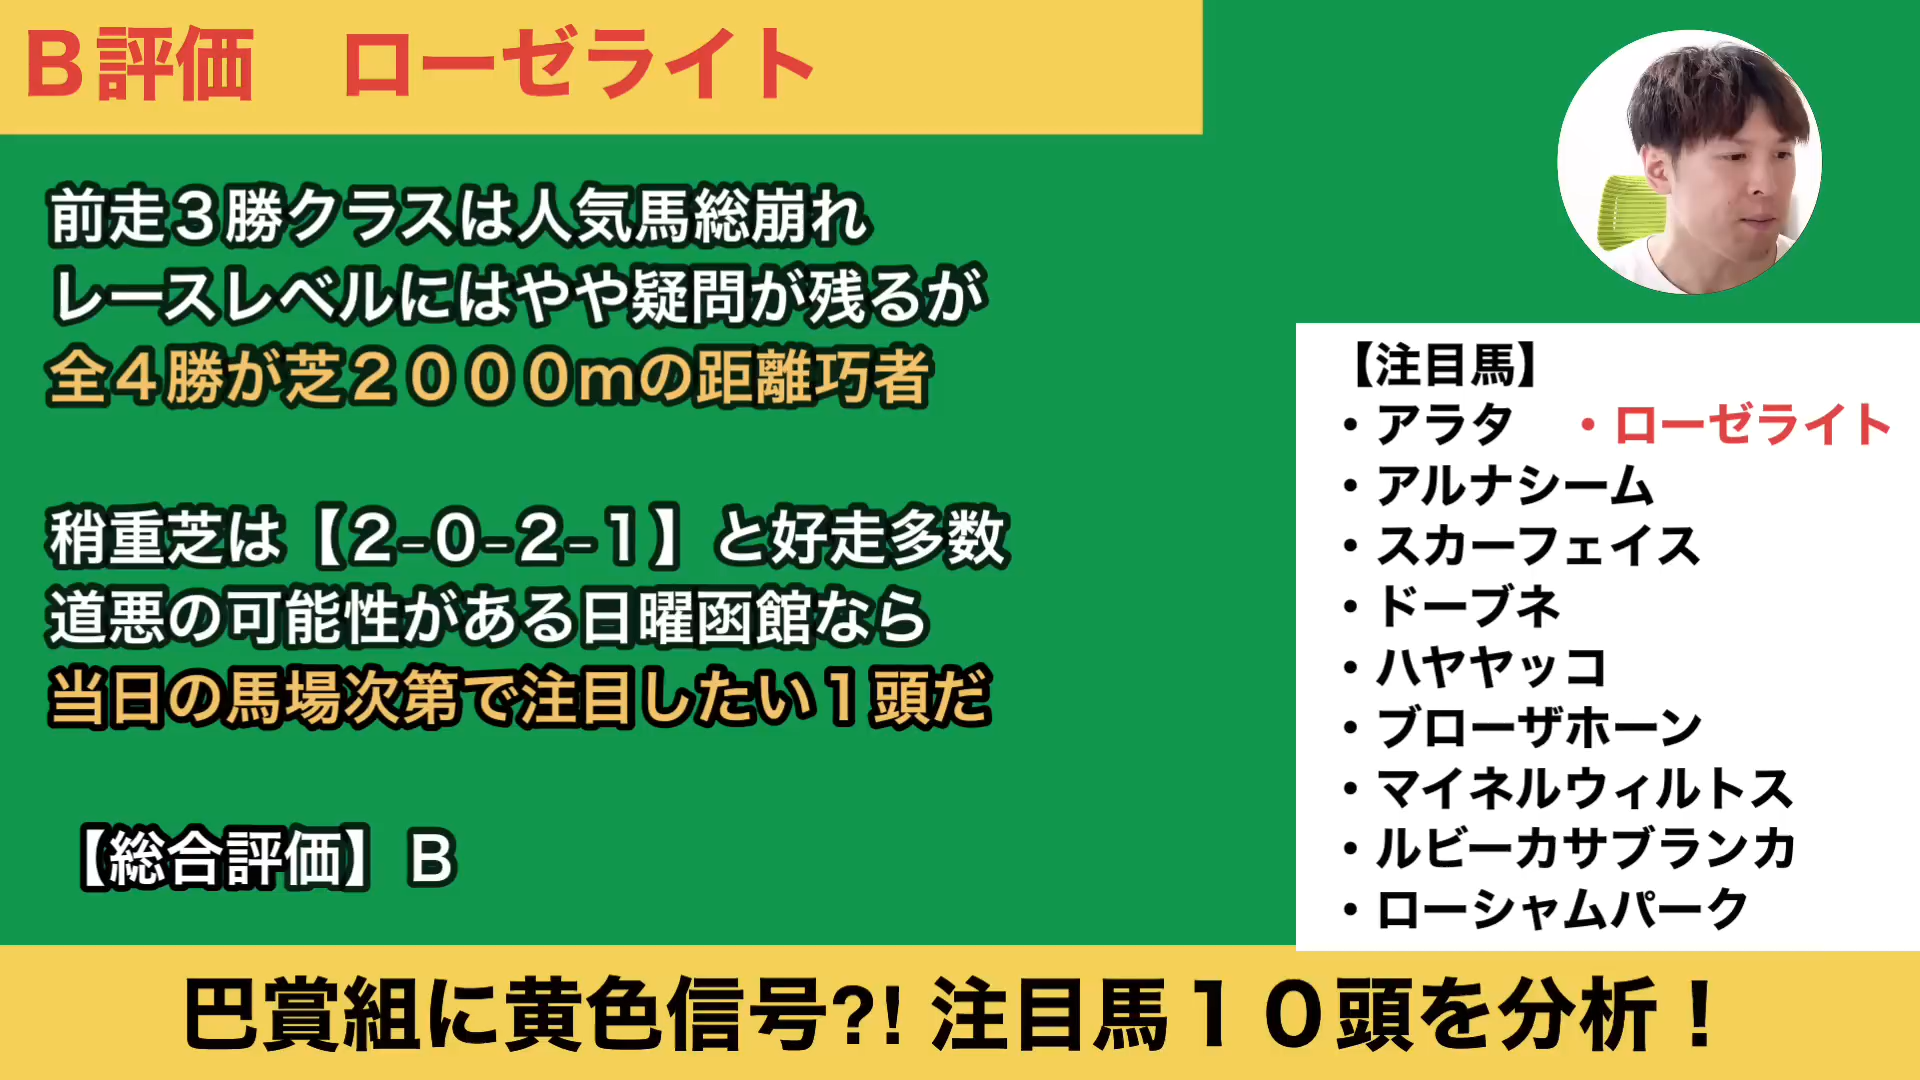 B評価　ローゼライト
前走３勝クラスは人気馬総崩れ
レースレベルにはやや疑問が残るが
全４勝が芝２０００mの距離巧者
稍重芝は【２-０-２-１】と好走多数
道悪の可能性がある日曜函館なら
当日の馬場次第で注目したい１頭だ
【総合評価】B
【注目馬】
・アラタ　・ローゼライト
・アルナシーム
・スカーフェイス
・ドーブネ
・ハヤヤッコ
・ブローザホーン
・マイネルウィルトス
・ルビーカサブランカ
・ローシャムパーク
巴賞組に黄色信号?! 注目馬１０頭を分析！